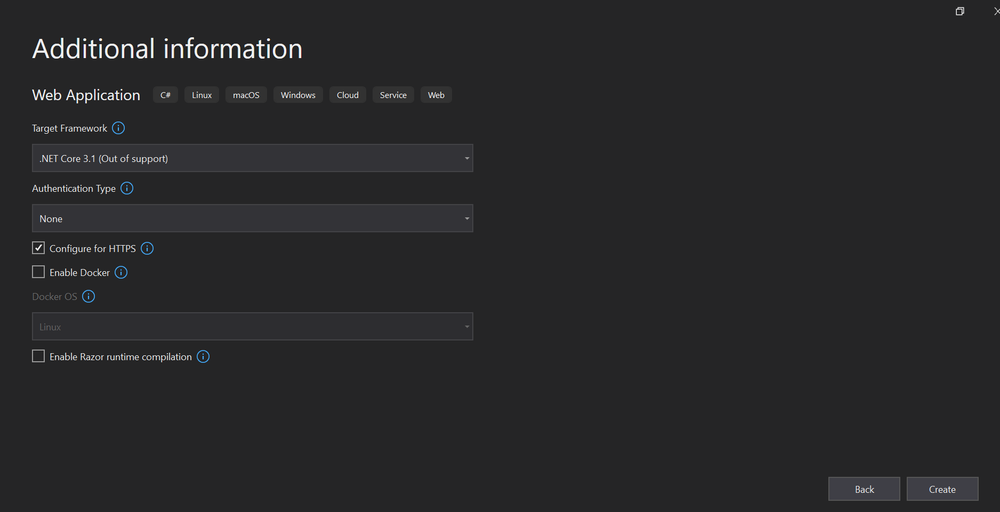 Additional information
Web Application C# Linux macOS Windows Cloud Service Web
Target Framework
.NET Core 3.1 (Out of support)
Authentication Type
None
Configure for HTTPS
Enable Docker
Docker OS
Linux
Enable Razor runtime compilation
Back Create